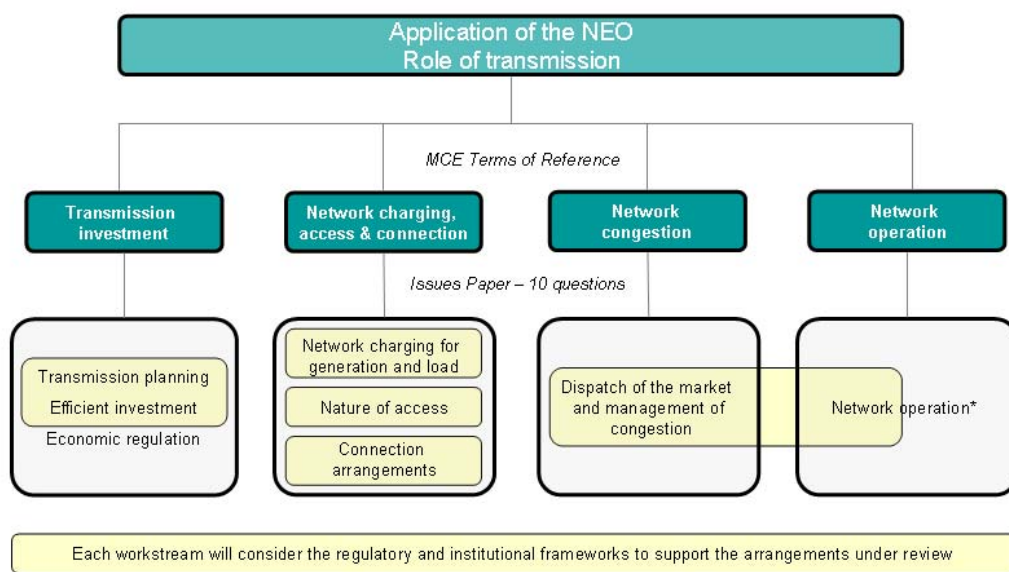 Application of the NEO
Role of transmission
MCE Terms of Reference
Transmission
investment
Network charging,
access & connection
Network
congestion
Network
operation
Issues Paper – 10 questions
Transmission planning
Efficient investment
Economic regulation
Network charging for
generation and load
Nature of access
Connection
arrangements
Dispatch of the market
and management of
congestion
Network operation*
Each workstream will consider the regulatory and institutional frameworks to support the arrangements under review